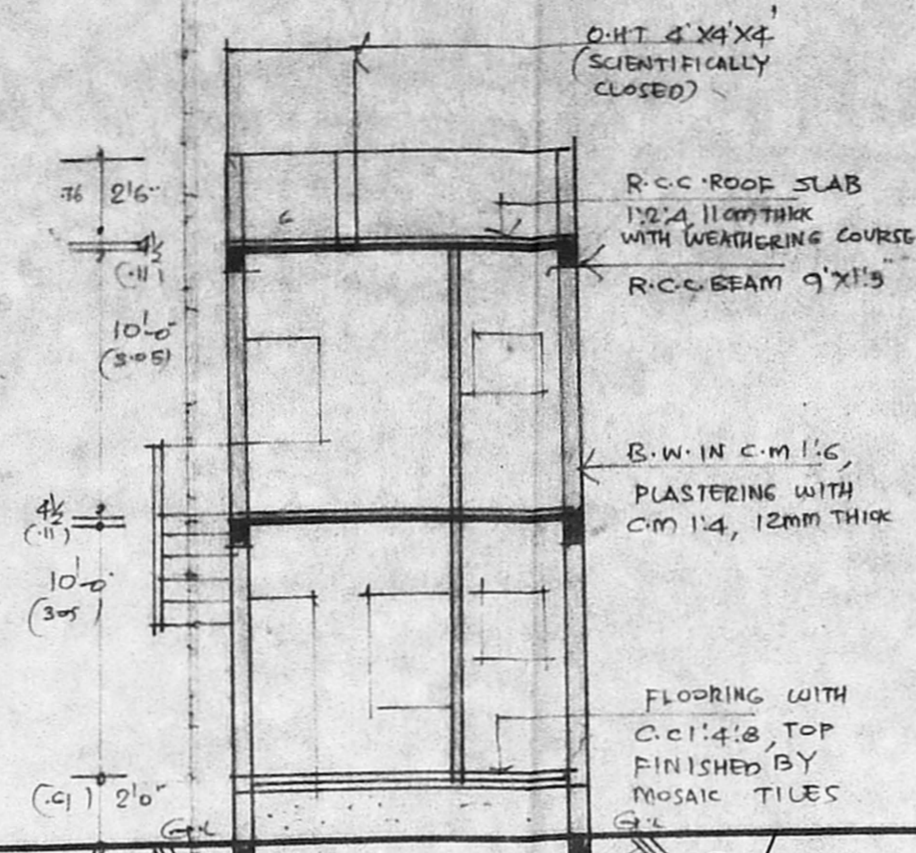 O.HT 4'X4'X4'
(SCIENTIFICALLY
CLOSED)
R.C.C. ROOF SLAB
1:2:4, 11cm THICK
WITH WEATHERING COURSE
R.C.C. BEAM 9"X1'3"
B.W. IN C.M 1:6,
PLASTERING WITH
C.M 1:4, 12mm THICK
FLOORING WITH
C.C 1:4:8, TOP
FINISHED BY
MOSAIC TILES
.76 2'6"
4½
(.11)
10'-0"
(3.05)
4½
(.11)
10'-0"
(3.05)
(.61) 2'0"
G.L
G.L